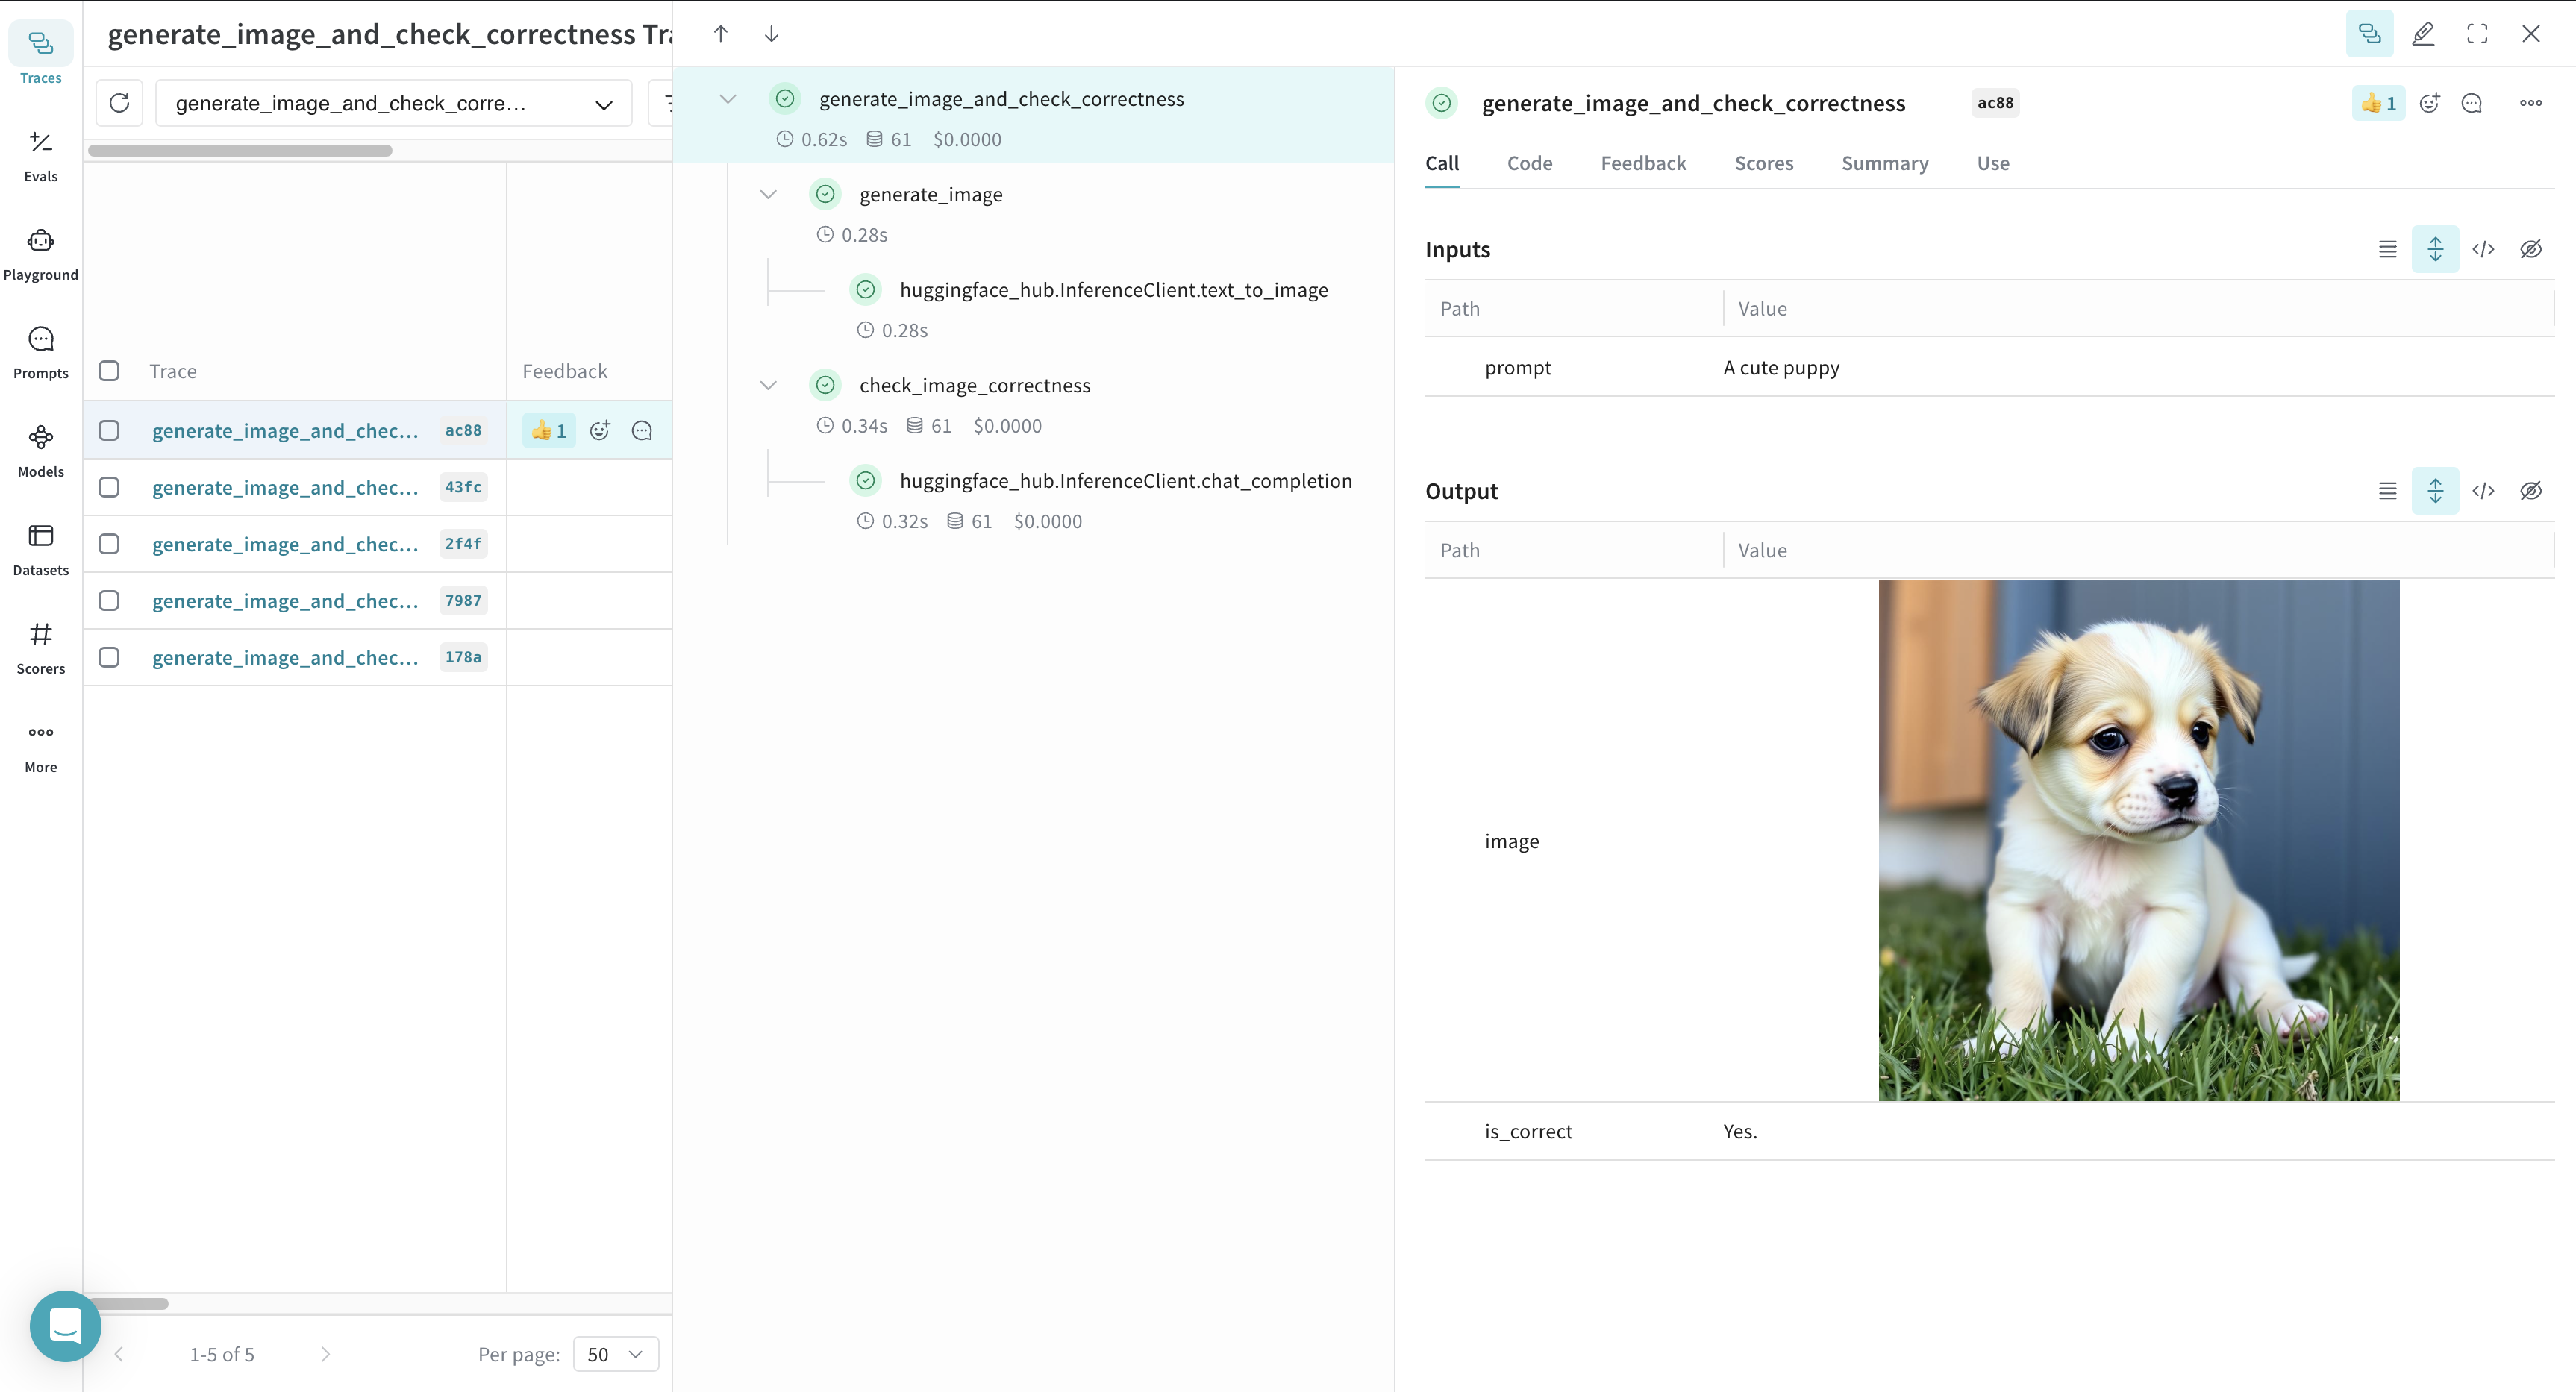 Traces
Evals
Playground
Prompts
Models
Datasets
Scorers
More
generate_image_and_check_correctness Tra
generate_image_and_check_corre...
Trace
Feedback
generate_image_and_chec... ac88 1
generate_image_and_chec... 43fc
generate_image_and_chec... 2f4f
generate_image_and_chec... 7987
generate_image_and_chec... 178a
1-5 of 5
Per page: 50
generate_image_and_check_correctness
0.62s 61 $0.0000
generate_image
0.28s
huggingface_hub.InferenceClient.text_to_image
0.28s
check_image_correctness
0.34s 61 $0.0000
huggingface_hub.InferenceClient.chat_completion
0.32s 61 $0.0000
generate_image_and_check_correctness ac88 1
Call Code Feedback Scores Summary Use
Inputs
Path Value
prompt A cute puppy
Output
Path Value
image
is_correct Yes.